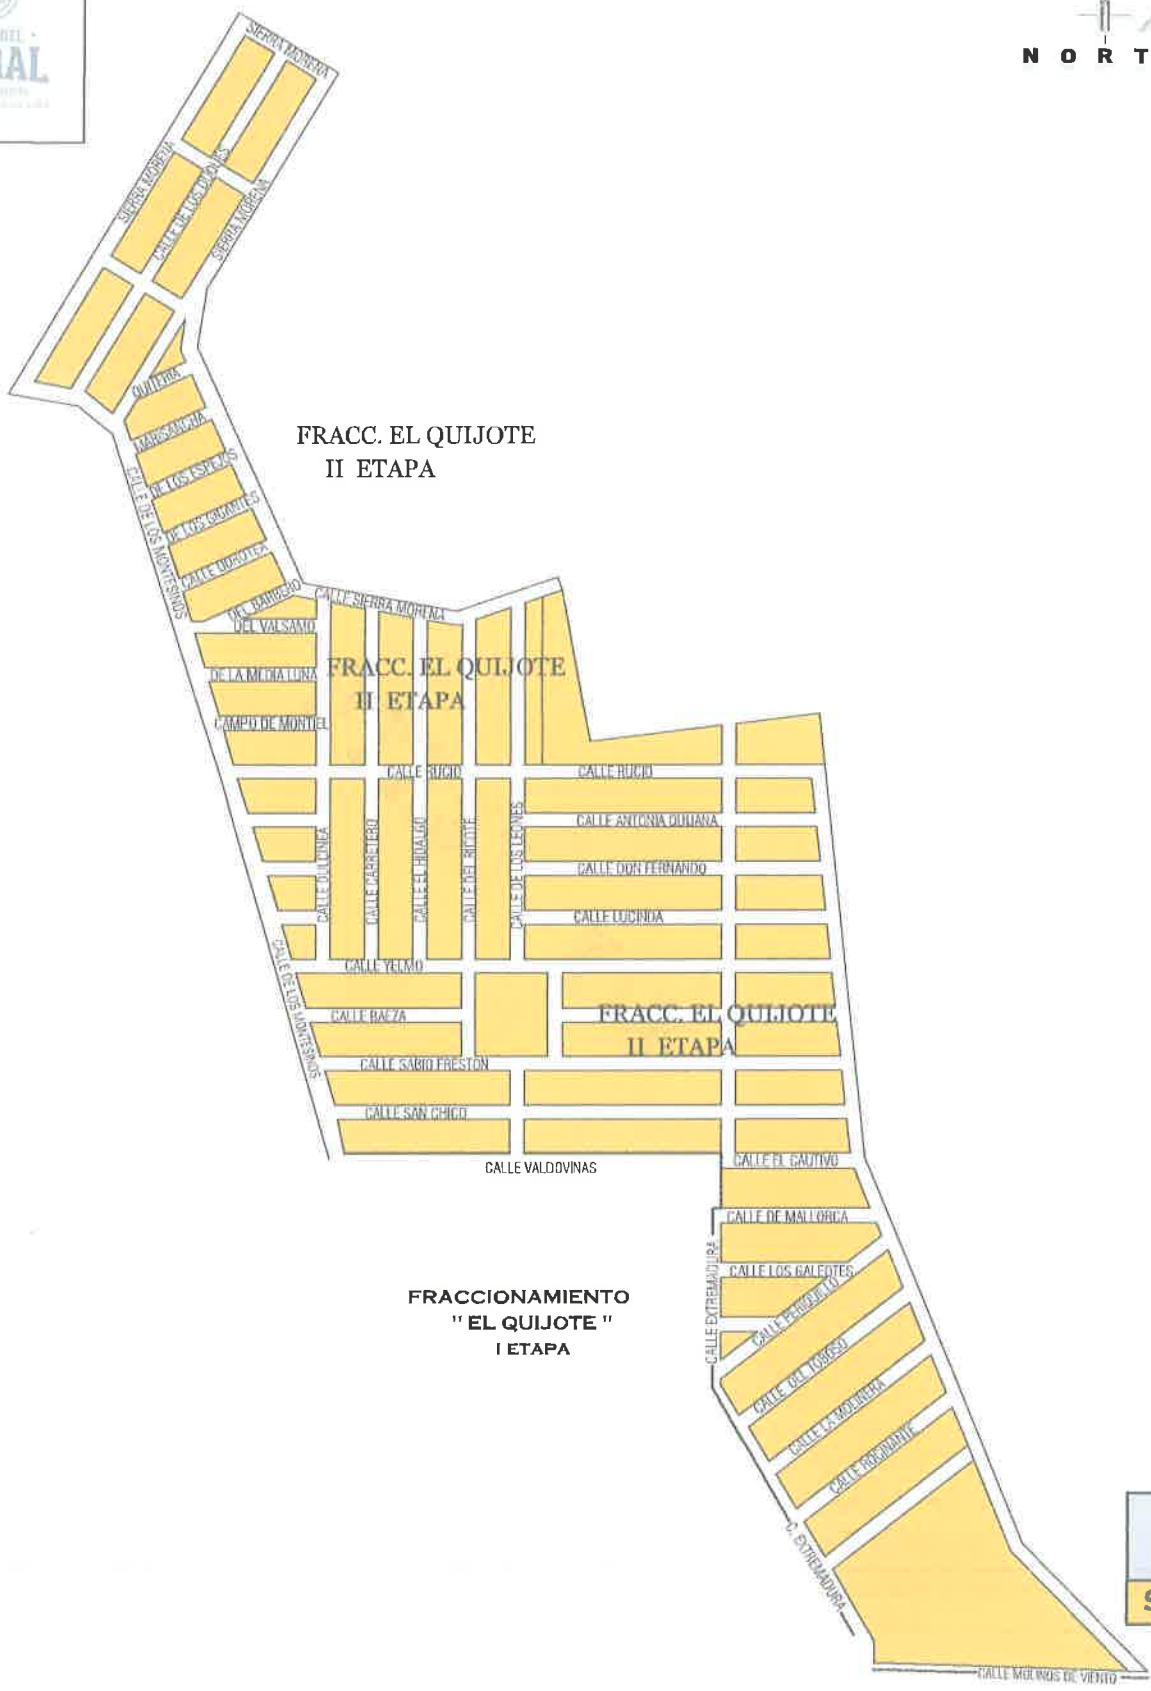 DEL
RAL
NORT
SIERRA MORENA
SIERRA MORENA
CALLE DE LOS DUQUES
SIERRA MORENA
QUITERIA
MARISANCHA
DE LOS ESPEJOS
DE LOS GIGANTES
CALLE DOROTEA
DEL BARBERO
CALLE DE LOS MONTESINOS
FRACC. EL QUIJOTE
II ETAPA
CALLE SIERRA MORENA
DEL VALSAMO
DE LA MEDIA LUNA
CAMPO DE MONTIEL
FRACC. EL QUIJOTE
II ETAPA
CALLE RUCIO
CALLE RUCIO
CALLE DULCINEA
CALLE CARRETERO
CALLE EL HIDALGO
CALLE DEL RICOTE
CALLE DE LOS LEONES
CALLE ANTONIA QUIJANA
CALLE DON FERNANDO
CALLE LUCINDA
CALLE DE LOS MONTESINOS
CALLE YELMO
CALLE BAEZA
FRACC. EL QUIJOTE
II ETAPA
CALLE SABIO FRESTON
CALLE SAN CHICO
CALLE VALDOVINAS
CALLE EL CAUTIVO
CALLE DE MALLORCA
CALLE LOS GALEOTES
CALLE EXTREMADURA
CALLE PERIQUILLO
FRACCIONAMIENTO
" EL QUIJOTE "
I ETAPA
CALLE DEL TOBOSO
CALLE LA MOLINERA
CALLE ROCINANTE
C. EXTREMADURA
S
CALLE MOLINOS DE VIENTO